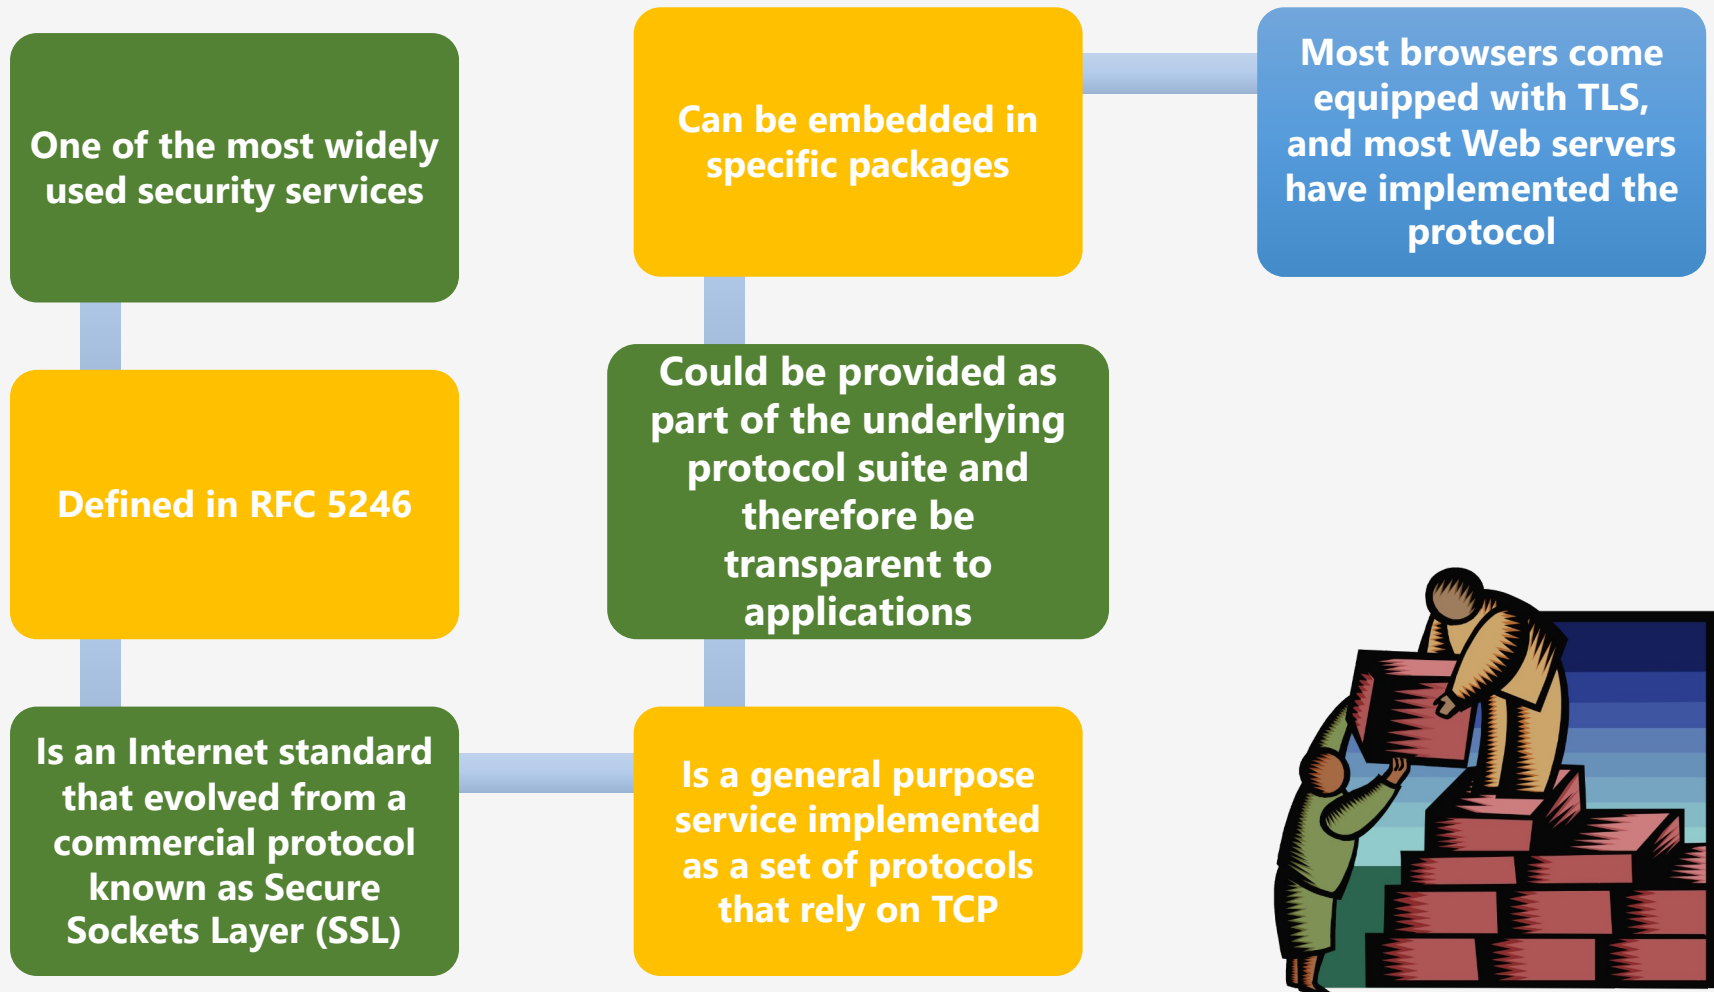 One of the most widely
used security services
Defined in RFC 5246
Is an Internet standard
that evolved from a
commercial protocol
known as Secure
Sockets Layer (SSL)
Is a general purpose
service implemented
as a set of protocols
that rely on TCP
Could be provided as
part of the underlying
protocol suite and
therefore be
transparent to
applications
Can be embedded in
specific packages
Most browsers come
equipped with TLS,
and most Web servers
have implemented the
protocol